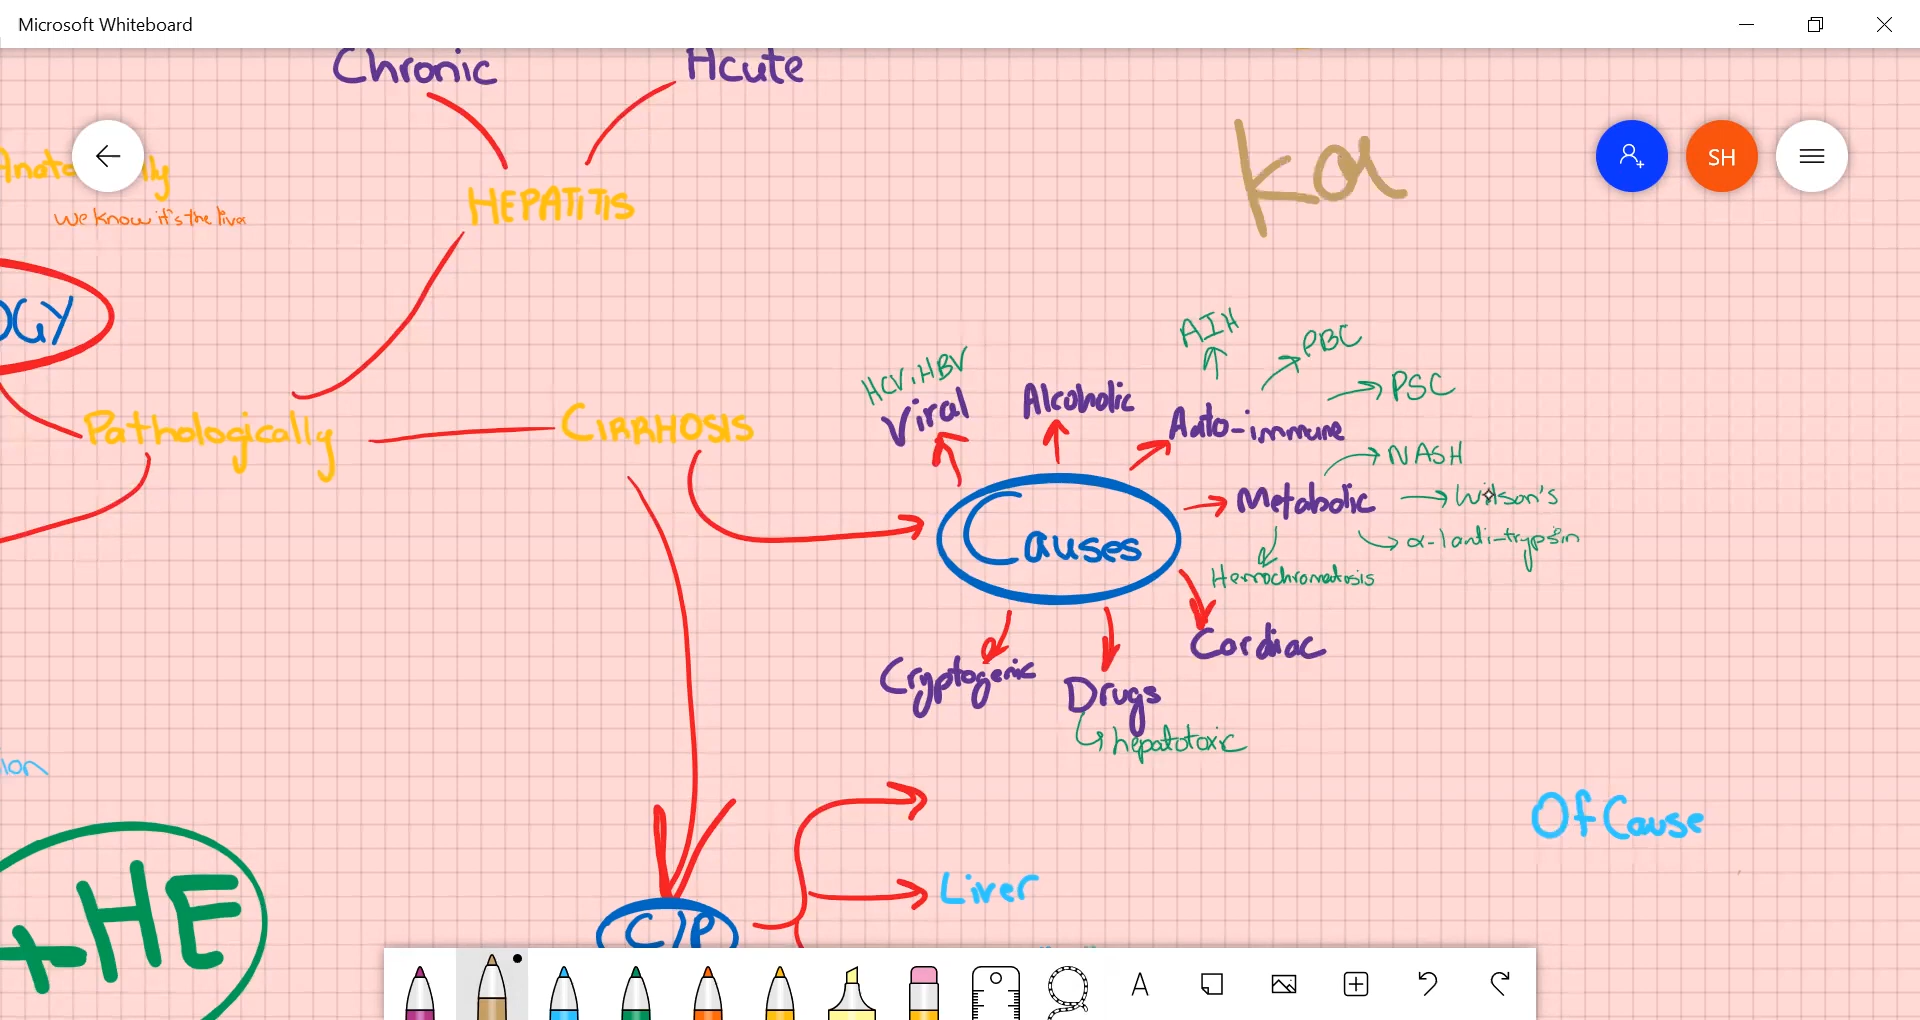 Microsoft Whiteboard
Chronic
Acute
HEPATITIS
we know it's the liver
OGY
Pathologically
CIRRHOSIS
HCV, HBV
Viral
Alcoholic
AIH
PBC
PSC
Auto-immune
NASH
Metabolic
Wilson's
α-1 anti-trypsin
Hemochromatosis
Causes
Cardiac
Cryptogenic
Drugs
hepatotoxic
SH
Of Cause
Liver
C/P
+HE
A